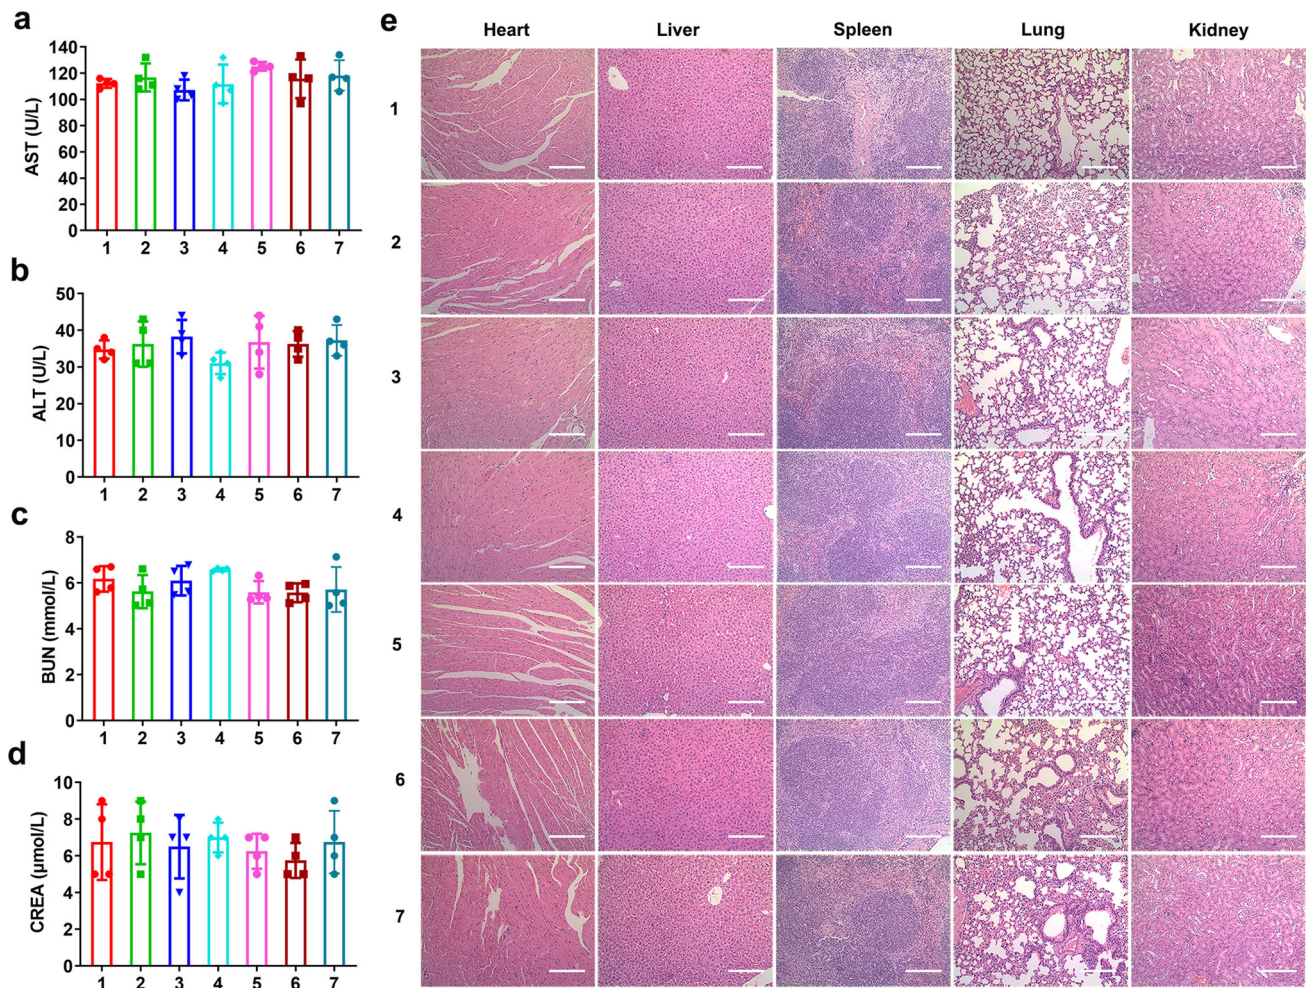 a
AST (U/L)
140
120
100
80
60
40
20
0
1 2 3 4 5 6 7
b
ALT (U/L)
50
40
30
20
10
0
1 2 3 4 5 6 7
c
BUN (mmol/L)
8
6
4
2
0
1 2 3 4 5 6 7
d
CREA (µmol/L)
10
8
6
4
2
0
1 2 3 4 5 6 7
e
Heart Liver Spleen Lung Kidney
1
2
3
4
5
6
7